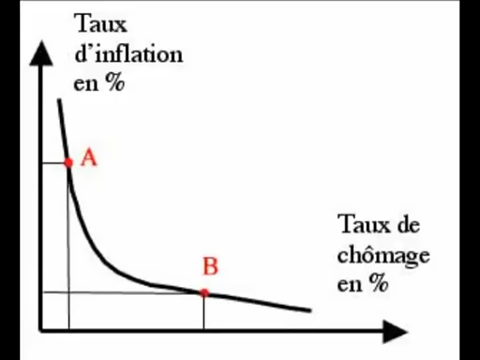 Taux
d'inflation
en %
A
Taux de
chômage
B
en %